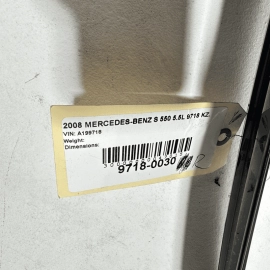 2008 MERCEDES-BENZ S 550 5.5L 9718 KZ.
VIN: A199718
Weight:
Dimensions:
9718-0030
R